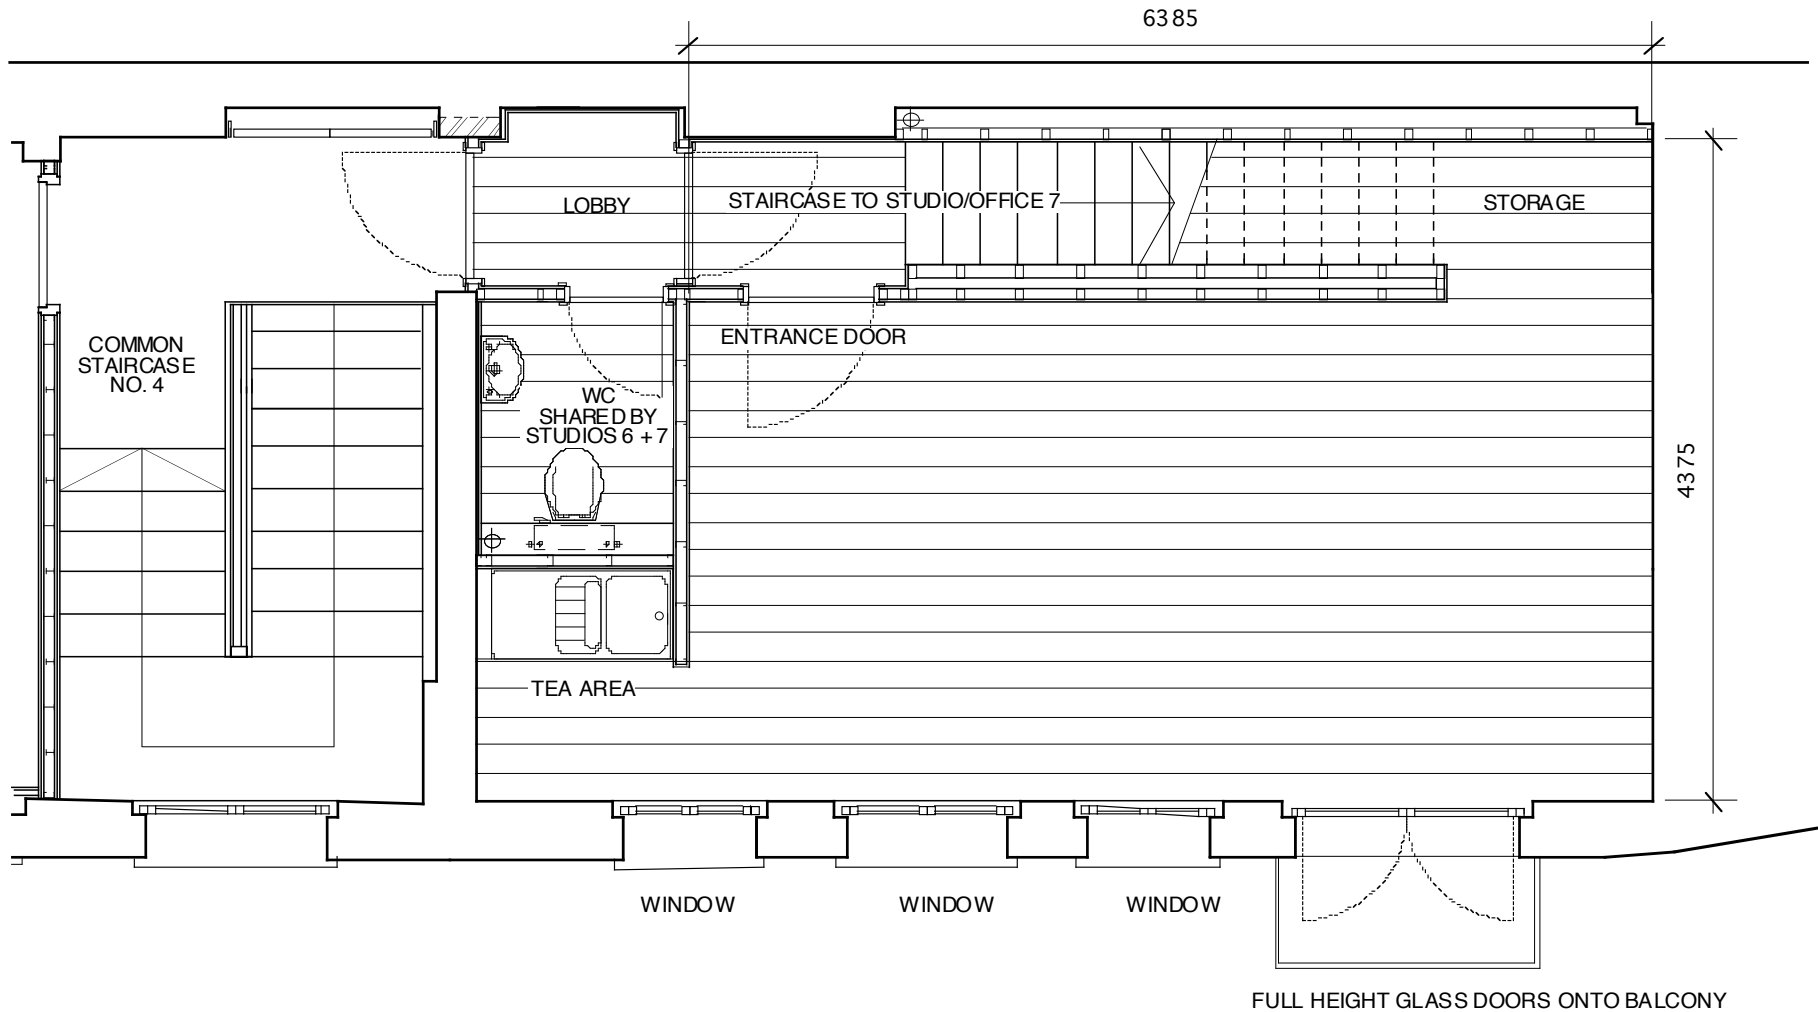 6385
LOBBY
STAIRCASE TO STUDIO/OFFICE 7
STORAGE
ENTRANCE DOOR
COMMON
STAIRCASE
NO. 4
WC
SHARED BY
STUDIOS 6 + 7
4375
TEA AREA
WINDOW
WINDOW
WINDOW
FULL HEIGHT GLASS DOORS ONTO BALCONY